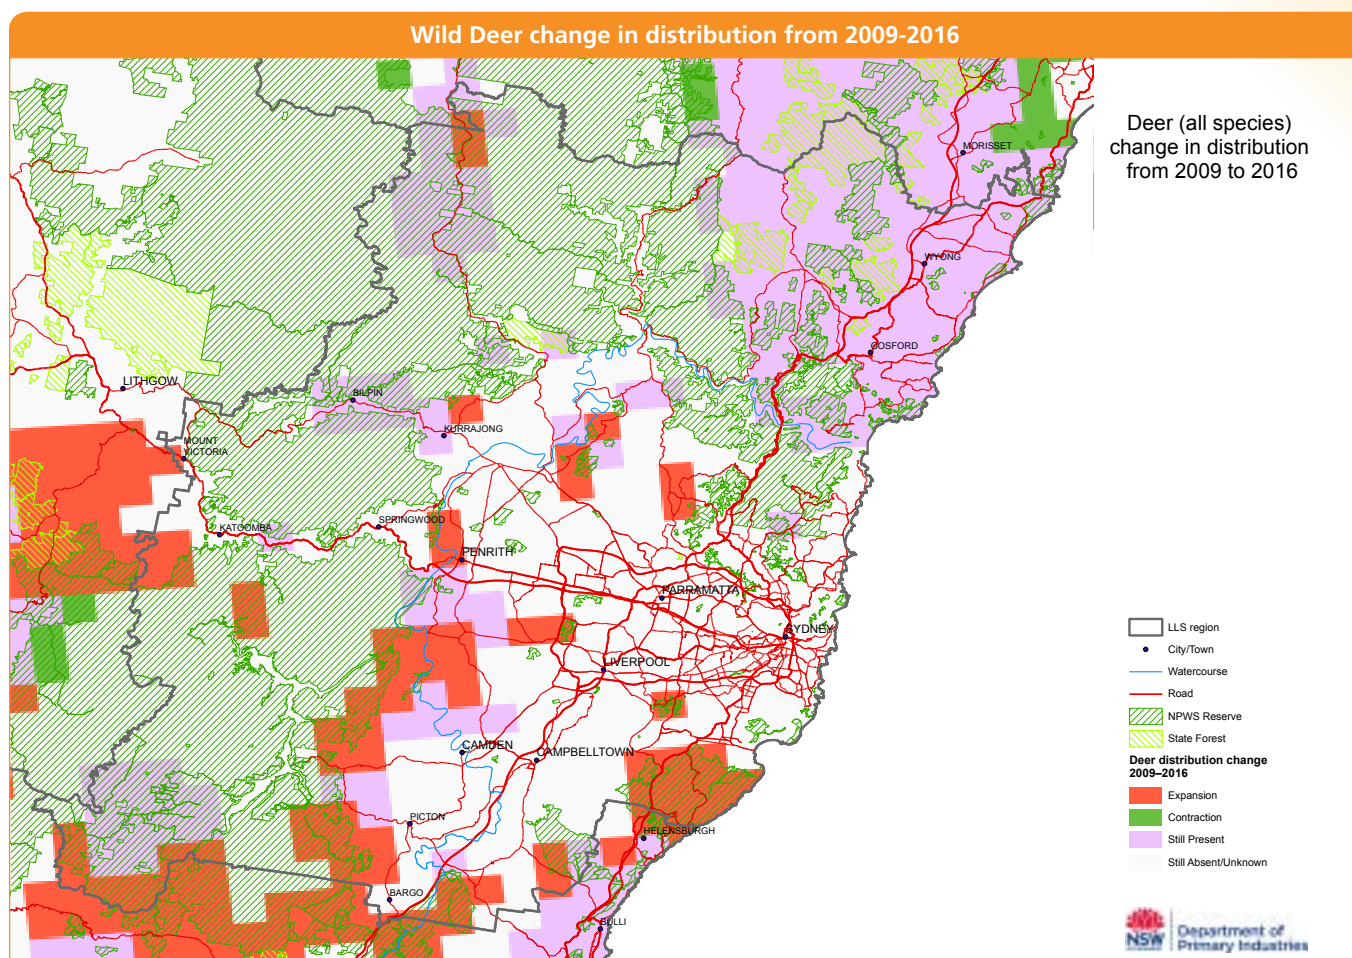 Wild Deer change in distribution from 2009-2016
Deer (all species)
change in distribution
from 2009 to 2016
MORISSET
WYONG
GOSFORD
LITHGOW
BILPIN
KURRAJONG
MOUNT
VICTORIA
KATOOMBA
SPRINGWOOD
PENRITH
PARRAMATTA
SYDNEY
LIVERPOOL
CAMDEN
CAMPBELLTOWN
PICTON
HELENSBURGH
BARGO
BULLI
LLS region
City/Town
Watercourse
Road
NPWS Reserve
State Forest
Deer distribution change
2009–2016
Expansion
Contraction
Still Present
Still Absent/Unknown
NSW
Department of
Primary Industries